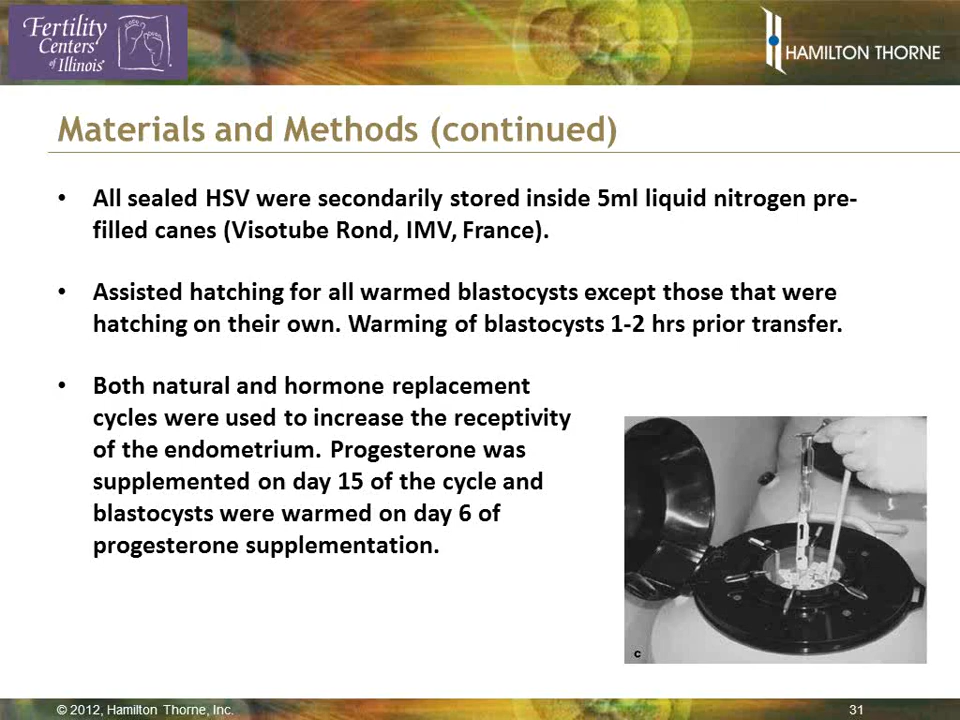 Fertility
Centers®
of Illinois®
HAMILTON THORNE
Materials and Methods (continued)
• All sealed HSV were secondarily stored inside 5ml liquid nitrogen pre-
filled canes (Visotube Rond, IMV, France).
• Assisted hatching for all warmed blastocysts except those that were
hatching on their own. Warming of blastocysts 1-2 hrs prior transfer.
• Both natural and hormone replacement
cycles were used to increase the receptivity
of the endometrium. Progesterone was
supplemented on day 15 of the cycle and
blastocysts were warmed on day 6 of
progesterone supplementation.
c
© 2012, Hamilton Thorne, Inc.
31